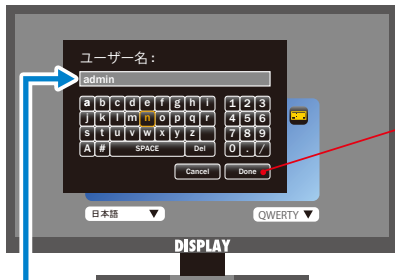 ユーザー名:
admin
a b c d e f g h i 1 2 3
j k l m n o p q r 4 5 6
s t u v w x y z 7 8 9
A # SPACE Del 0 . /
Cancel Done
日本語 ▼ QWERTY ▼
DISPLAY